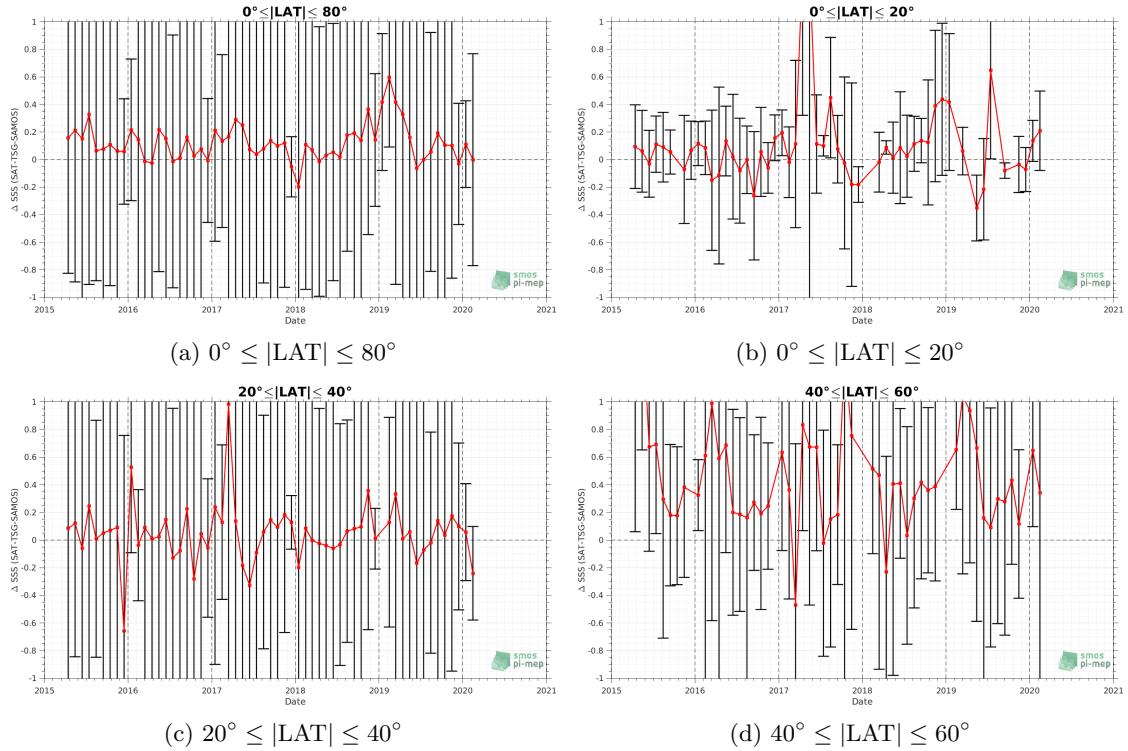 0°≤|LAT|≤ 80°
Δ SSS (SAT-TSG-SAMOS)
1
0.8
0.6
0.4
0.2
0
-0.2
-0.4
-0.6
-0.8
-1
smos
pi-mep
2015 2016 2017 2018 2019 2020 2021
Date
(a) 0° ≤ |LAT| ≤ 80°
0°≤|LAT|≤ 20°
Δ SSS (SAT-TSG-SAMOS)
1
0.8
0.6
0.4
0.2
0
-0.2
-0.4
-0.6
-0.8
-1
smos
pi-mep
2015 2016 2017 2018 2019 2020 2021
Date
(b) 0° ≤ |LAT| ≤ 20°
20°≤|LAT|≤ 40°
Δ SSS (SAT-TSG-SAMOS)
1
0.8
0.6
0.4
0.2
0
-0.2
-0.4
-0.6
-0.8
-1
smos
pi-mep
2015 2016 2017 2018 2019 2020 2021
Date
(c) 20° ≤ |LAT| ≤ 40°
40°≤|LAT|≤ 60°
Δ SSS (SAT-TSG-SAMOS)
1
0.8
0.6
0.4
0.2
0
-0.2
-0.4
-0.6
-0.8
-1
smos
pi-mep
2015 2016 2017 2018 2019 2020 2021
Date
(d) 40° ≤ |LAT| ≤ 60°